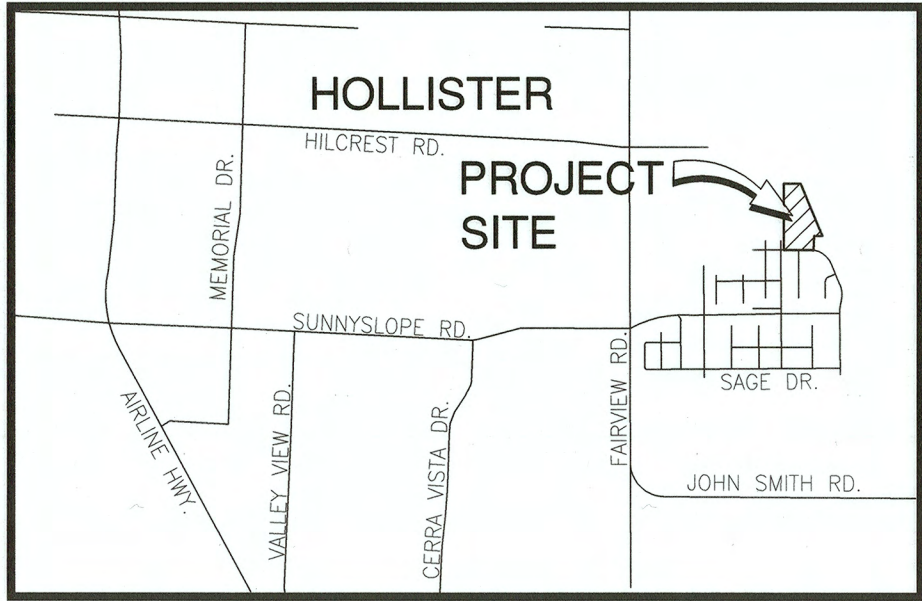 HOLLISTER
HILCREST RD.
PROJECT
SITE
MEMORIAL DR.
SUNNYSLOPE RD.
SAGE DR.
FAIRVIEW RD.
AIRLINE HWY.
VALLEY VIEW RD.
CERRA VISTA DR.
JOHN SMITH RD.